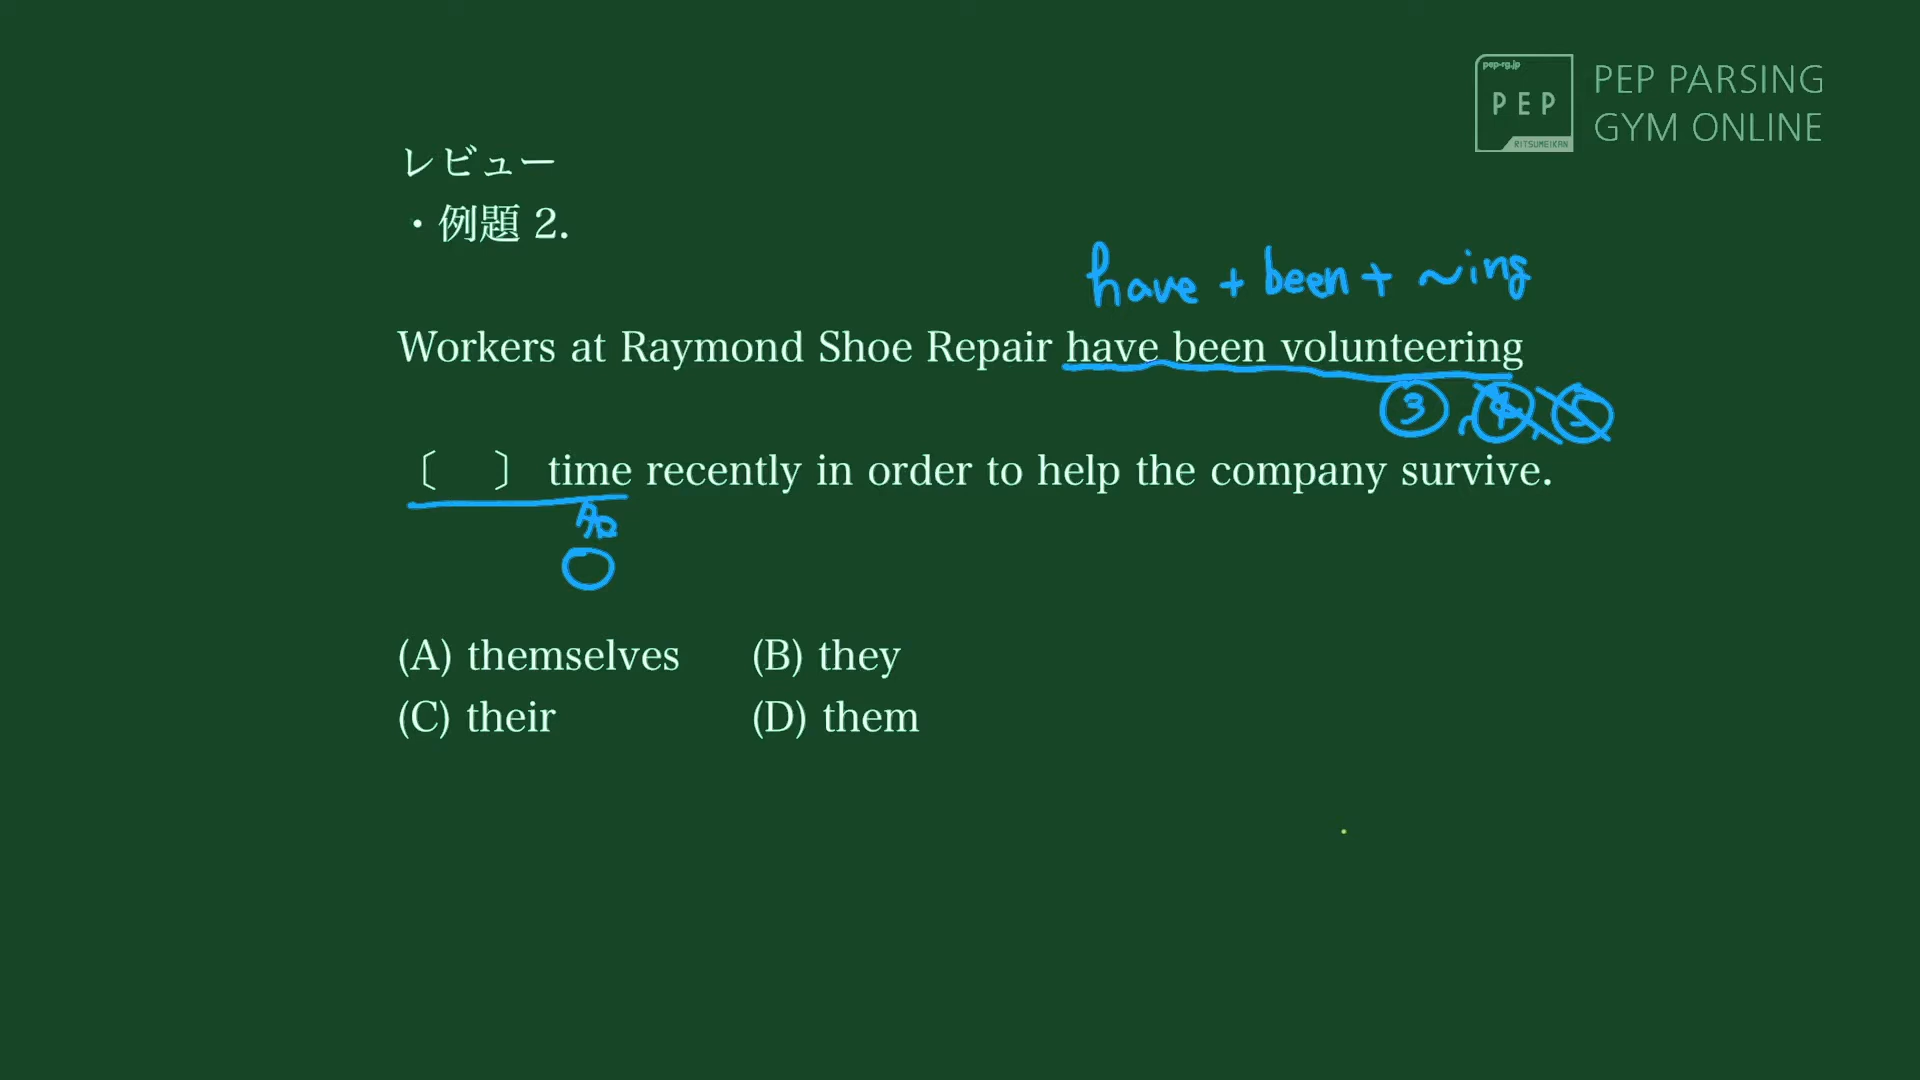 pep-rg.jp
PEP
RITSUMEIKAN
PEP PARSING
GYM ONLINE
レビュー
・例題 2.
have + been + ~ing
Workers at Raymond Shoe Repair have been volunteering
③, ④, ⑤
〔 〕 time recently in order to help the company survive.
名
O
(A) themselves (B) they
(C) their (D) them